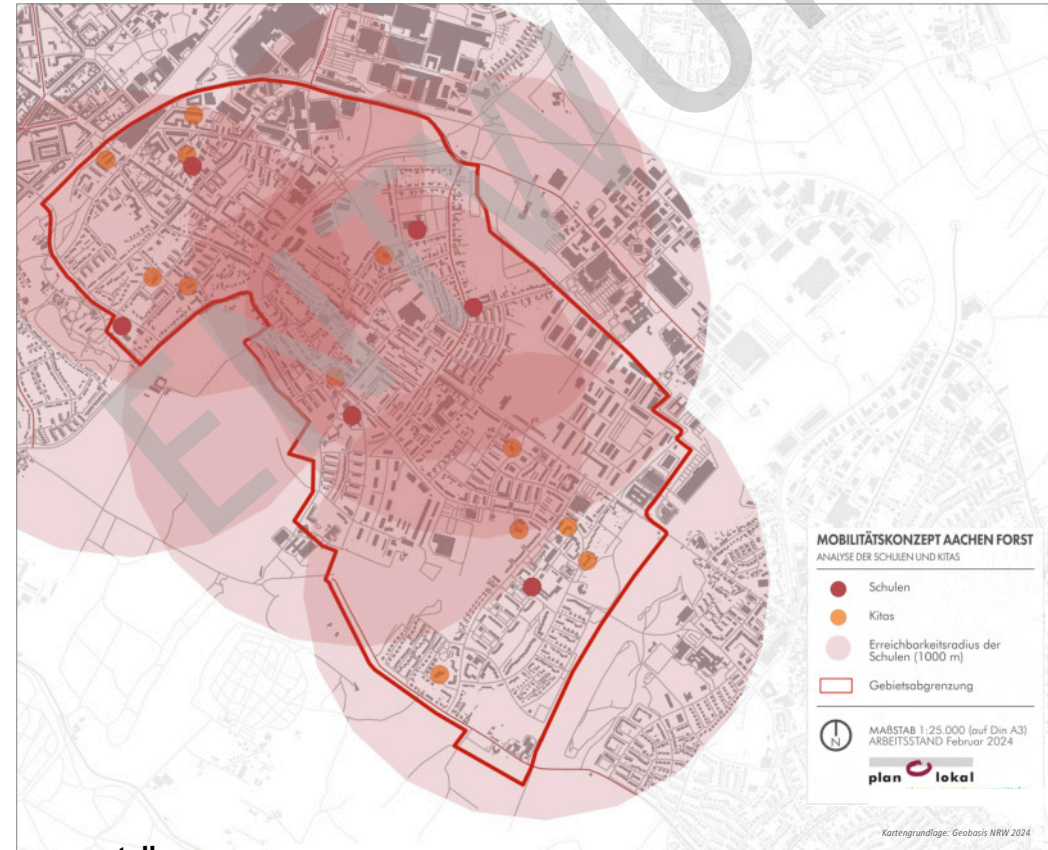 ENTWU
MOBILITÄTSKONZEPT AACHEN FORST
ANALYSE DER SCHULEN UND KITAS
Schulen
Kitas
Erreichbarkeitsradius der
Schulen (1000 m)
Gebietsabgrenzung
N
MAßSTAB 1:25.000 (auf Din A3)
ARBEITSSTAND Februar 2024
plan lokal
Kartengrundlage: Geobasis NRW 2024